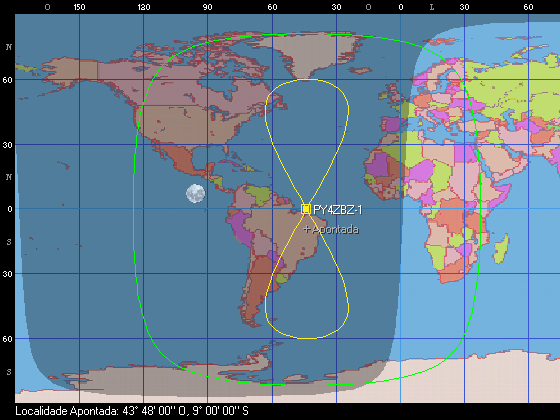 O 150 120 90 60 30 0 L 30 60
N
60
30
N
0
S
30
60
S
PY4ZBZ-1
+Apontada
Localidade Apontada: 43° 48' 00'' O, 9° 00' 00'' S